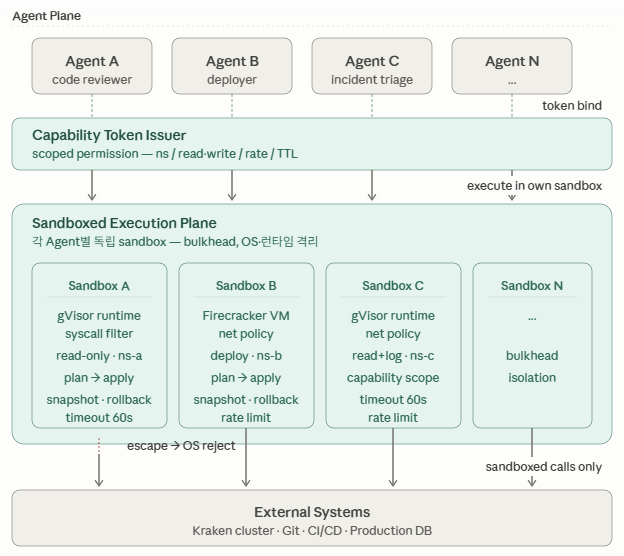 Agent Plane
Agent A
code reviewer
Agent B
deployer
Agent C
incident triage
Agent N
...
token bind
Capability Token Issuer
scoped permission — ns / read·write / rate / TTL
execute in own sandbox
Sandboxed Execution Plane
각 Agent별 독립 sandbox — bulkhead, OS·런타임 격리
Sandbox A
gVisor runtime
syscall filter
read-only · ns-a
plan → apply
snapshot · rollback
timeout 60s
Sandbox B
Firecracker VM
net policy
deploy · ns-b
plan → apply
snapshot · rollback
rate limit
Sandbox C
gVisor runtime
net policy
read+log · ns-c
capability scope
timeout 60s
rate limit
Sandbox N
...
bulkhead
isolation
escape → OS reject
sandboxed calls only
External Systems
Kraken cluster · Git · CI/CD · Production DB